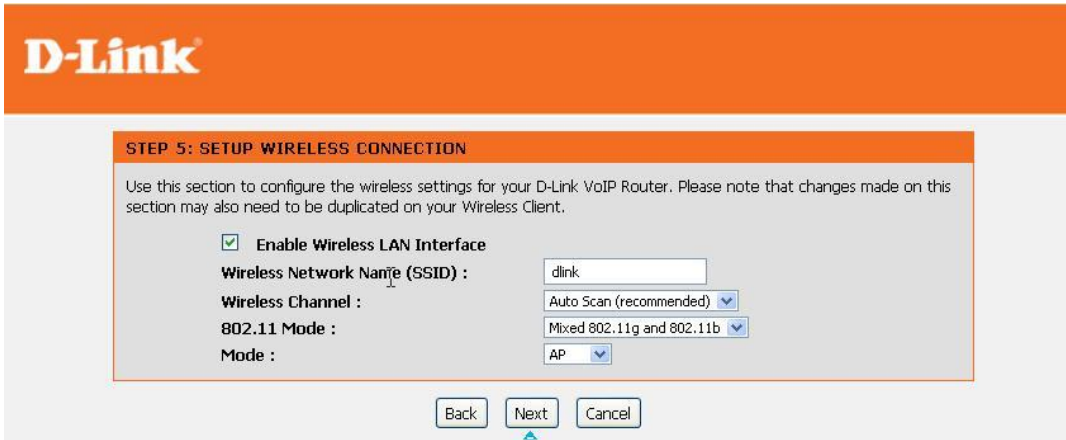 D-Link
STEP 5: SETUP WIRELESS CONNECTION
Use this section to configure the wireless settings for your D-Link VoIP Router. Please note that changes made on this
section may also need to be duplicated on your Wireless Client.
Enable Wireless LAN Interface
Wireless Network Name (SSID) : dlink
Wireless Channel : Auto Scan (recommended)
802.11 Mode : Mixed 802.11g and 802.11b
Mode : AP
Back Next Cancel